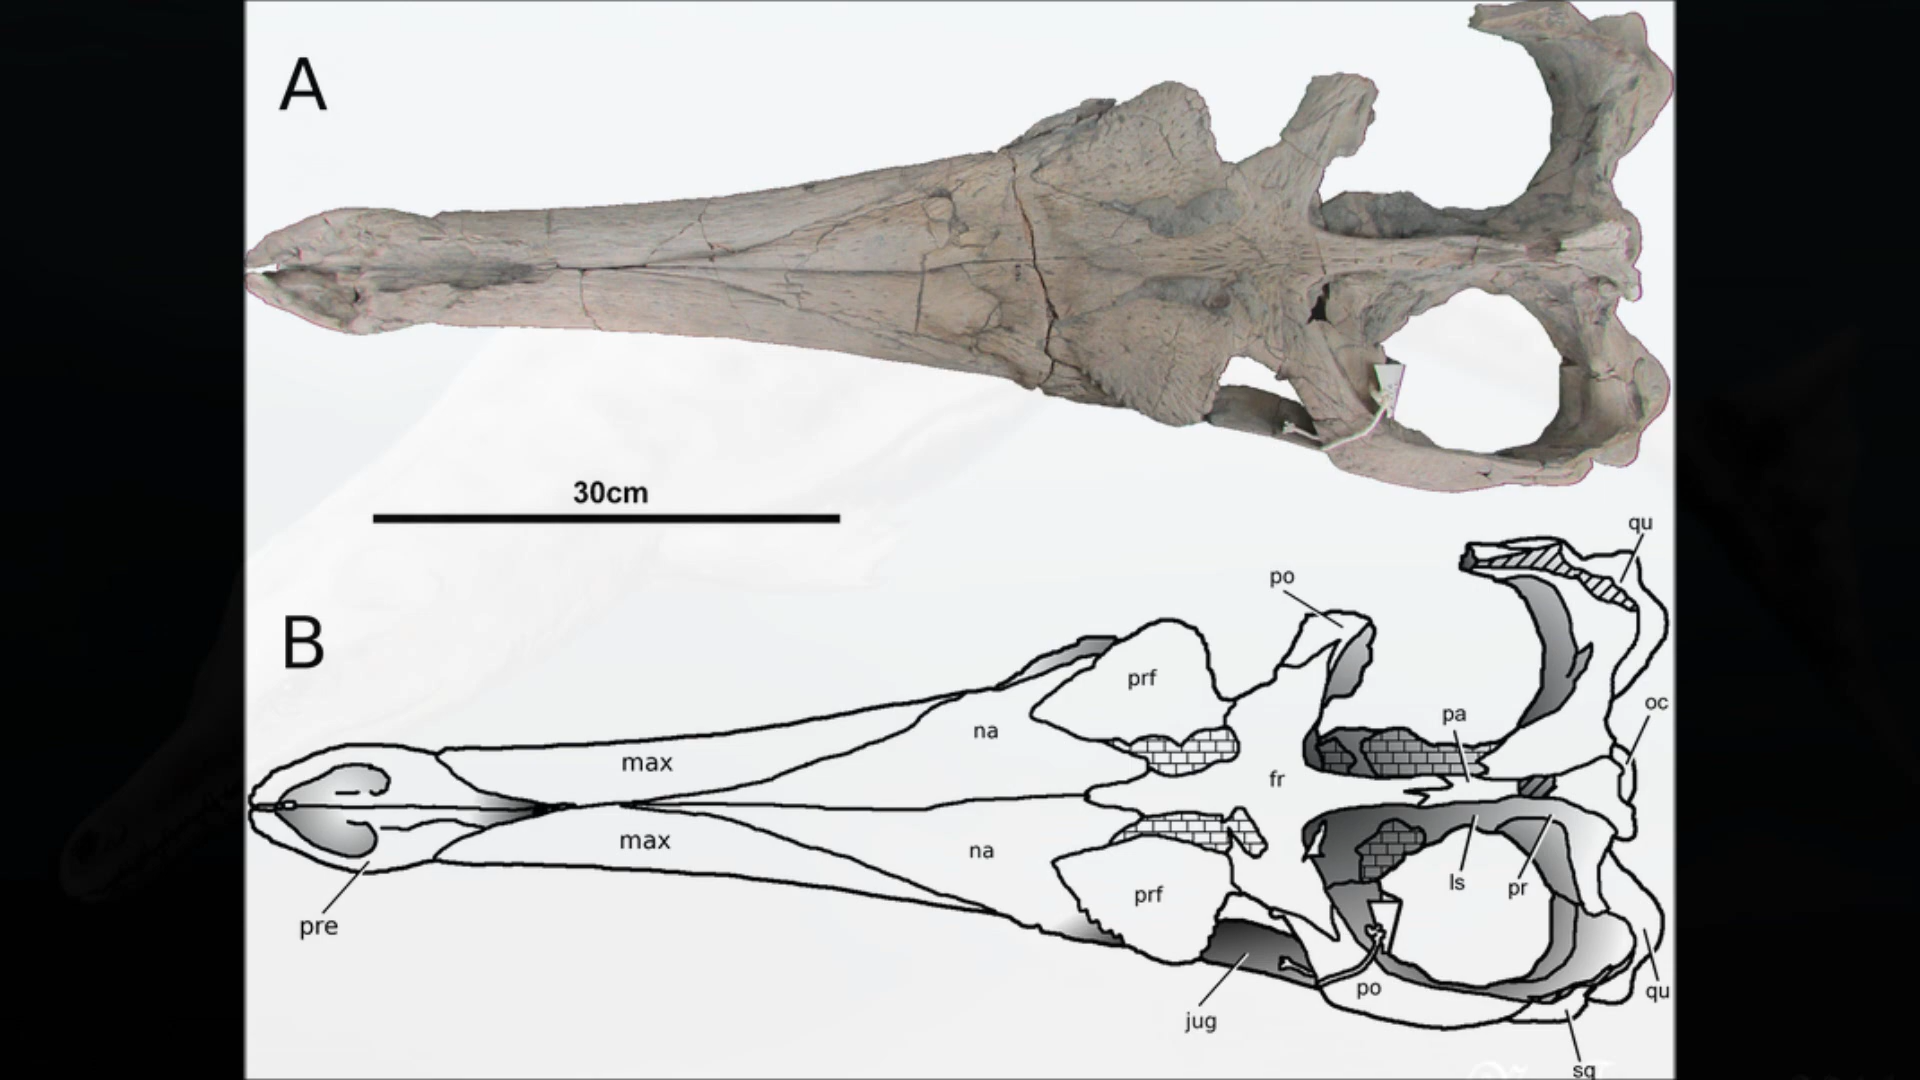 A
30cm
B
qu
po
prf
oc
pa
na
max
fr
max
na
prf
ls
pr
pre
po
qu
jug
sq